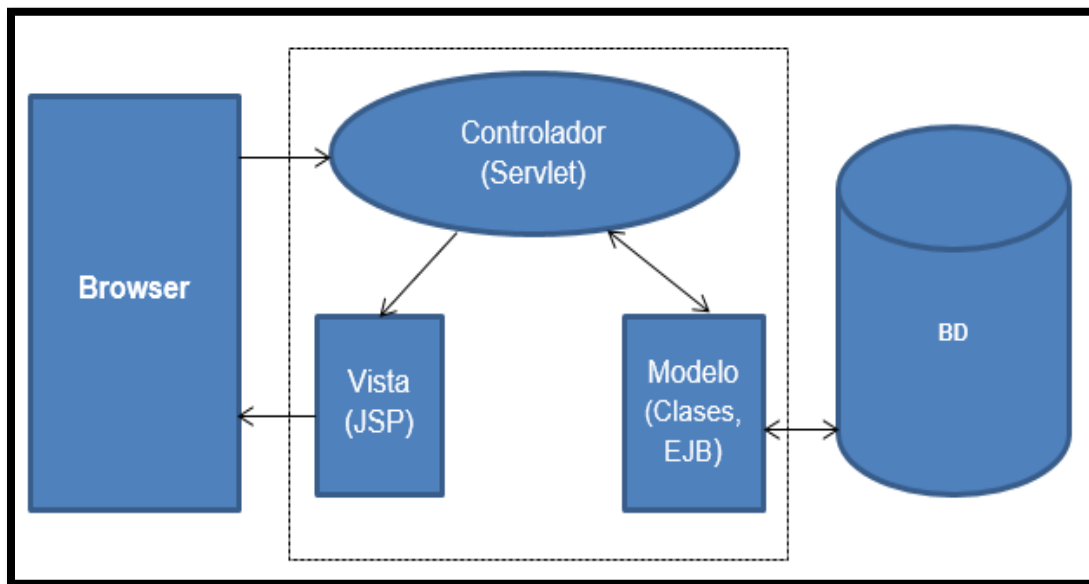 Controlador
(Servlet)
Browser
Vista
(JSP)
Modelo
(Clases,
EJB)
BD